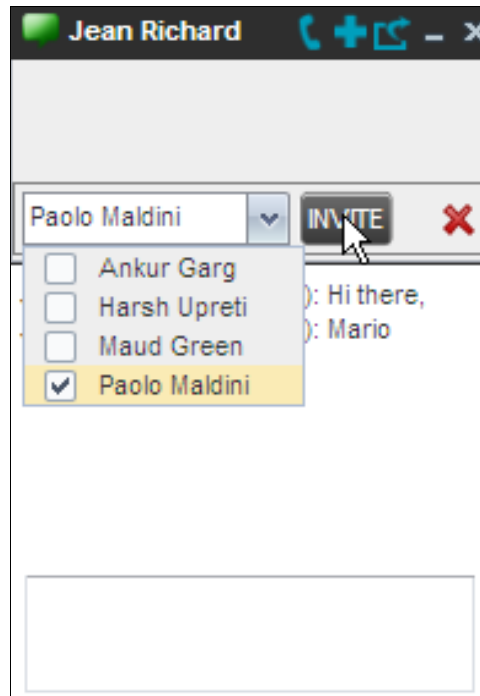 Jean Richard
Paolo Maldini INVITE
Ankur Garg
Harsh Upreti
Maud Green
Paolo Maldini
): Hi there,
): Mario